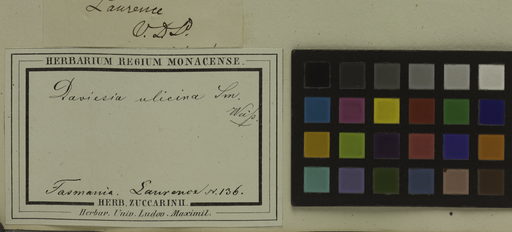 Laurence
V.D.L.
HERBARIUM REGIUM MONACENSE.
Daviesia ulicina Sm.
Tasmania. Laurence N. 136.
HERB. ZUCCARINII.
Herbar. Univ. Ludov. Maximil.